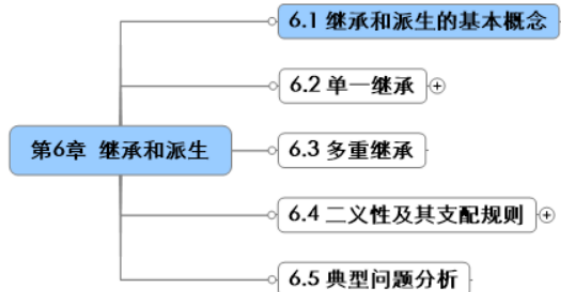 6.1 继承和派生的基本概念
6.2 单一继承
第6章 继承和派生
6.3 多重继承
6.4 二义性及其支配规则
6.5 典型问题分析